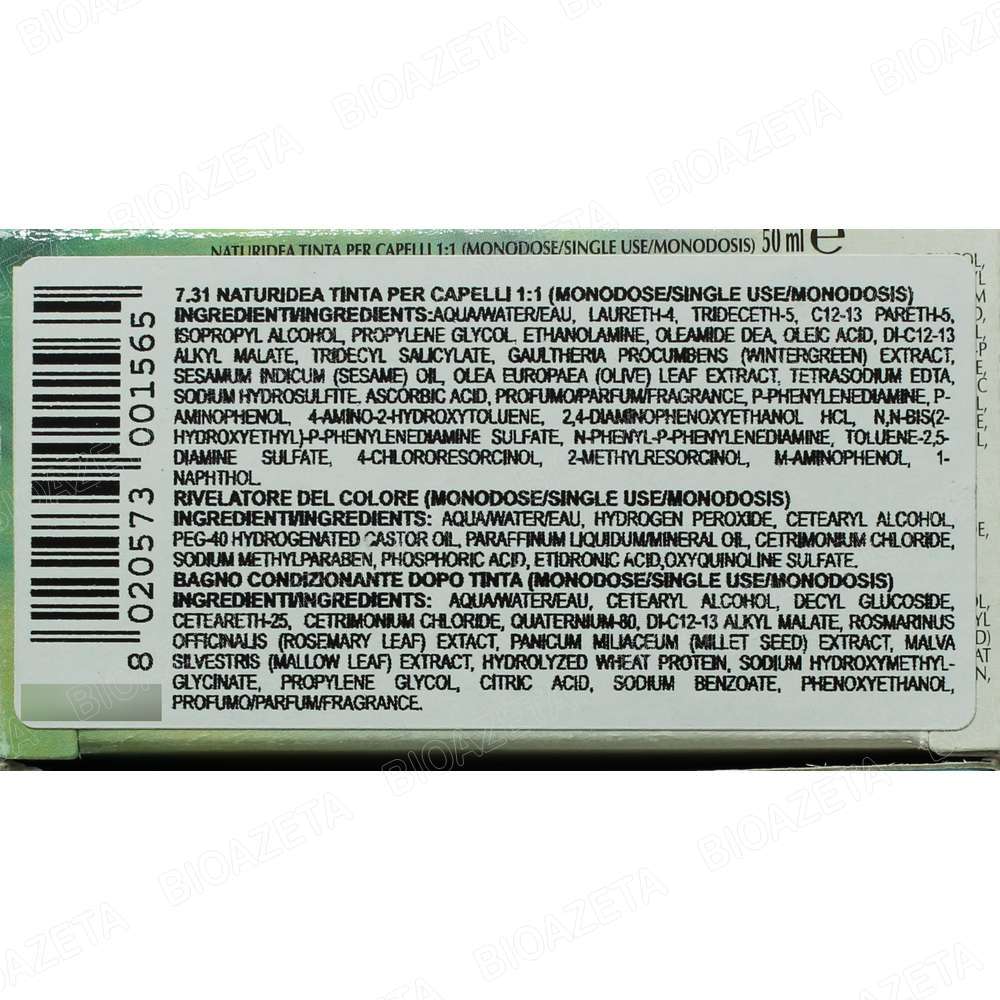 NATURIDEA TINTA PER CAPELLI 1:1 (MONODOSE/SINGLE USE/MONODOSIS) 50 ml e
7.31 NATURIDEA TINTA PER CAPELLI 1:1 (MONODOSE/SINGLE USE/MONODOSIS)
INGREDIENTI/INGREDIENTS:AQUA/WATER/EAU, LAURETH-4, TRIDECETH-5, C12-13 PARETH-5,
ISOPROPYL ALCOHOL, PROPYLENE GLYCOL. ETHANOLAMINE, OLEAMIDE DEA, OLEIC ACID, DI-C12-13
ALKYL MALATE, TRIDECYL SALICYLATE, GAULTHERIA PROCUMBENS (WINTERGREEN) EXTRACT,
SESAMUM INDICUM (SESAME) OIL, OLEA EUROPAEA (OLIVE) LEAF EXTRACT, TETRASODIUM EDTA,
SODIUM HYDROSULFITE. ASCORBIC ACID, PROFUMO/PARFUM/FRAGRANCE, P-PHENYLENEDIAMINE, P-
AMINOPHENOL, 4-AMINO-2-HYDROXYTOLUENE, 2,4-DIAMINOPHENOXYETHANOL HCL, N,N-BIS(2-
HYDROXYETHYL)-P-PHENYLENEDIAMINE SULFATE, N-PHENYL-P-PHENYLENEDIAMINE, TOLUENE-2,5-
DIAMINE SULFATE, 4-CHLORORESORCINOL, 2-METHYLRESORCINOL, M-AMINOPHENOL, 1-
NAPHTHOL.
RIVELATORE DEL COLORE (MONODOSE/SINGLE USE/MONODOSIS)
INGREDIENTI/INGREDIENTS: AQUA/WATER/EAU, HYDROGEN PEROXIDE, CETEARYL ALCOHOL,
PEG-40 HYDROGENATED CASTOR OIL, PARAFFINUM LIQUIDUM/MINERAL OIL, CETRIMONIUM CHLORIDE,
SODIUM METHYLPARABEN, PHOSPHORIC ACID, ETIDRONIC ACID,OXYQUINOLINE SULFATE.
BAGNO CONDIZIONANTE DOPO TINTA (MONODOSE/SINGLE USE/MONODOSIS)
INGREDIENTI/INGREDIENTS: AQUA/WATER/EAU, CETEARYL ALCOHOL, DECYL GLUCOSIDE,
CETEARETH-25, CETRIMONIUM CHLORIDE, QUATERNIUM-80, DI-C12-13 ALKYL MALATE, ROSMARINUS
OFFICINALIS (ROSEMARY LEAF) EXTACT, PANICUM MILIACEUM (MILLET SEED) EXTRACT, MALVA
SILVESTRIS (MALLOW LEAF) EXTRACT, HYDROLYZED WHEAT PROTEIN, SODIUM HYDROXYMETHYL-
GLYCINATE, PROPYLENE GLYCOL, CITRIC ACID, SODIUM BENZOATE, PHENOXYETHANOL,
PROFUMO/PARFUM/FRAGRANCE.
8 020573 001565
BIOAZETA